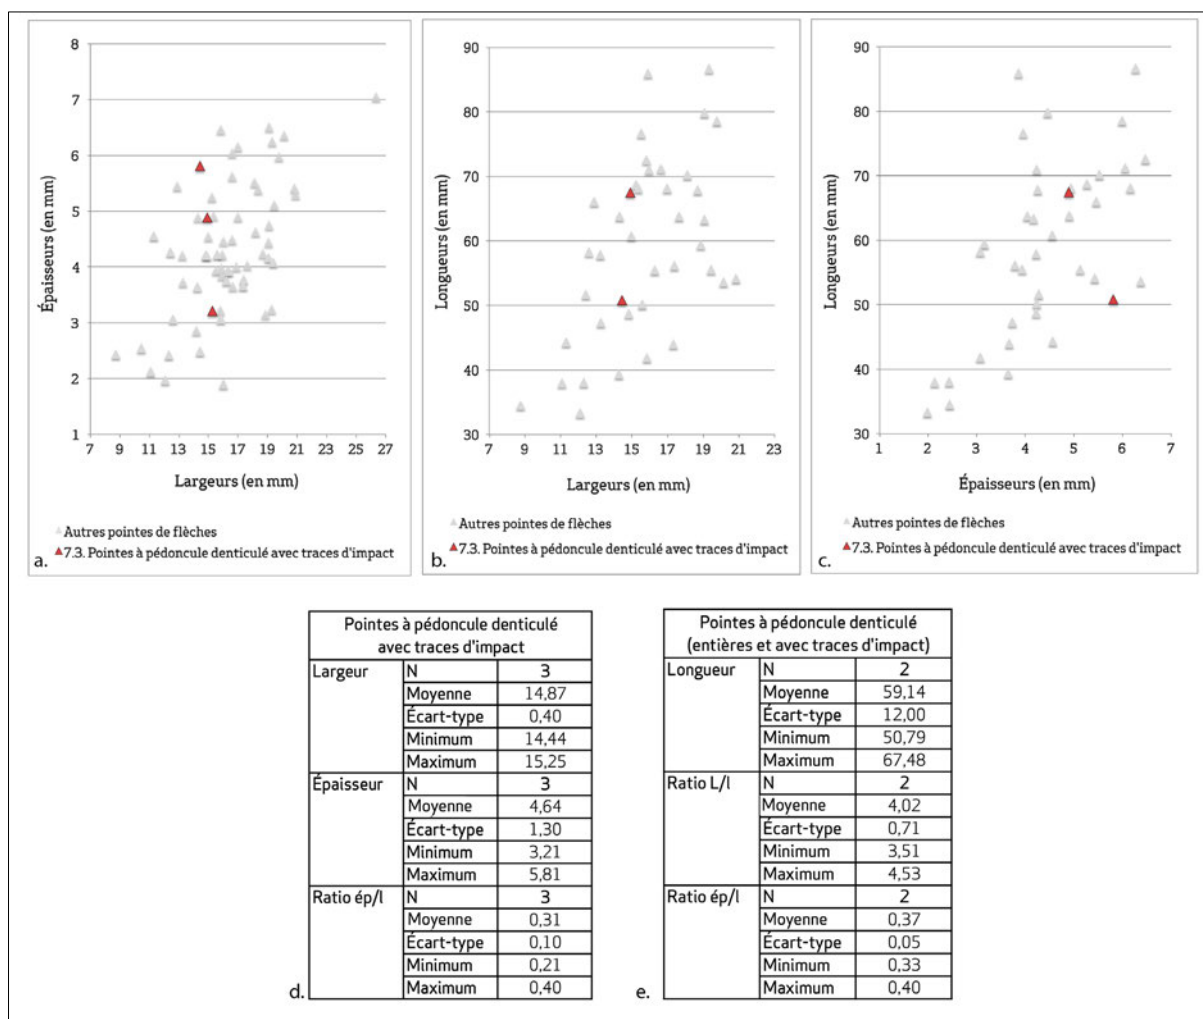 8
7
6
5
4
3
2
1
Épaisseurs (en mm)
7 9 11 13 15 17 19 21 23 25 27
Largeurs (en mm)
Autres pointes de flèches
7.3. Pointes à pédoncule denticulé avec traces d'impact
a.
90
80
70
60
50
40
30
Longueurs (en mm)
7 9 11 13 15 17 19 21 23
Largeurs (en mm)
Autres pointes de flèches
7.3. Pointes à pédoncule denticulé avec traces d'impact
b.
90
80
70
60
50
40
30
Longueurs (en mm)
1 2 3 4 5 6 7
Épaisseurs (en mm)
Autres pointes de flèches
7.3. Pointes à pédoncule denticulé avec traces d'impact
c.
Pointes à pédoncule denticulé
avec traces d'impact
Largeur N 3
Moyenne 14,87
Écart-type 0,40
Minimum 14,44
Maximum 15,25
Épaisseur N 3
Moyenne 4,64
Écart-type 1,30
Minimum 3,21
Maximum 5,81
Ratio ép/l N 3
Moyenne 0,31
Écart-type 0,10
Minimum 0,21
Maximum 0,40
d.
Pointes à pédoncule denticulé
(entières et avec traces d'impact)
Longueur N 2
Moyenne 59,14
Écart-type 12,00
Minimum 50,79
Maximum 67,48
Ratio L/l N 2
Moyenne 4,02
Écart-type 0,71
Minimum 3,51
Maximum 4,53
Ratio ép/l N 2
Moyenne 0,37
Écart-type 0,05
Minimum 0,33
Maximum 0,40
e.